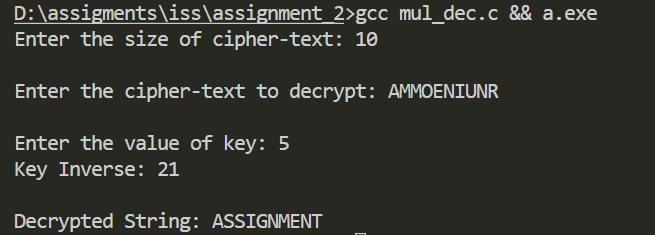 D:\assigments\iss\assignment_2>gcc mul_dec.c && a.exe
Enter the size of cipher-text: 10
Enter the cipher-text to decrypt: AMMOENIUNR
Enter the value of key: 5
Key Inverse: 21
Decrypted String: ASSIGNMENT